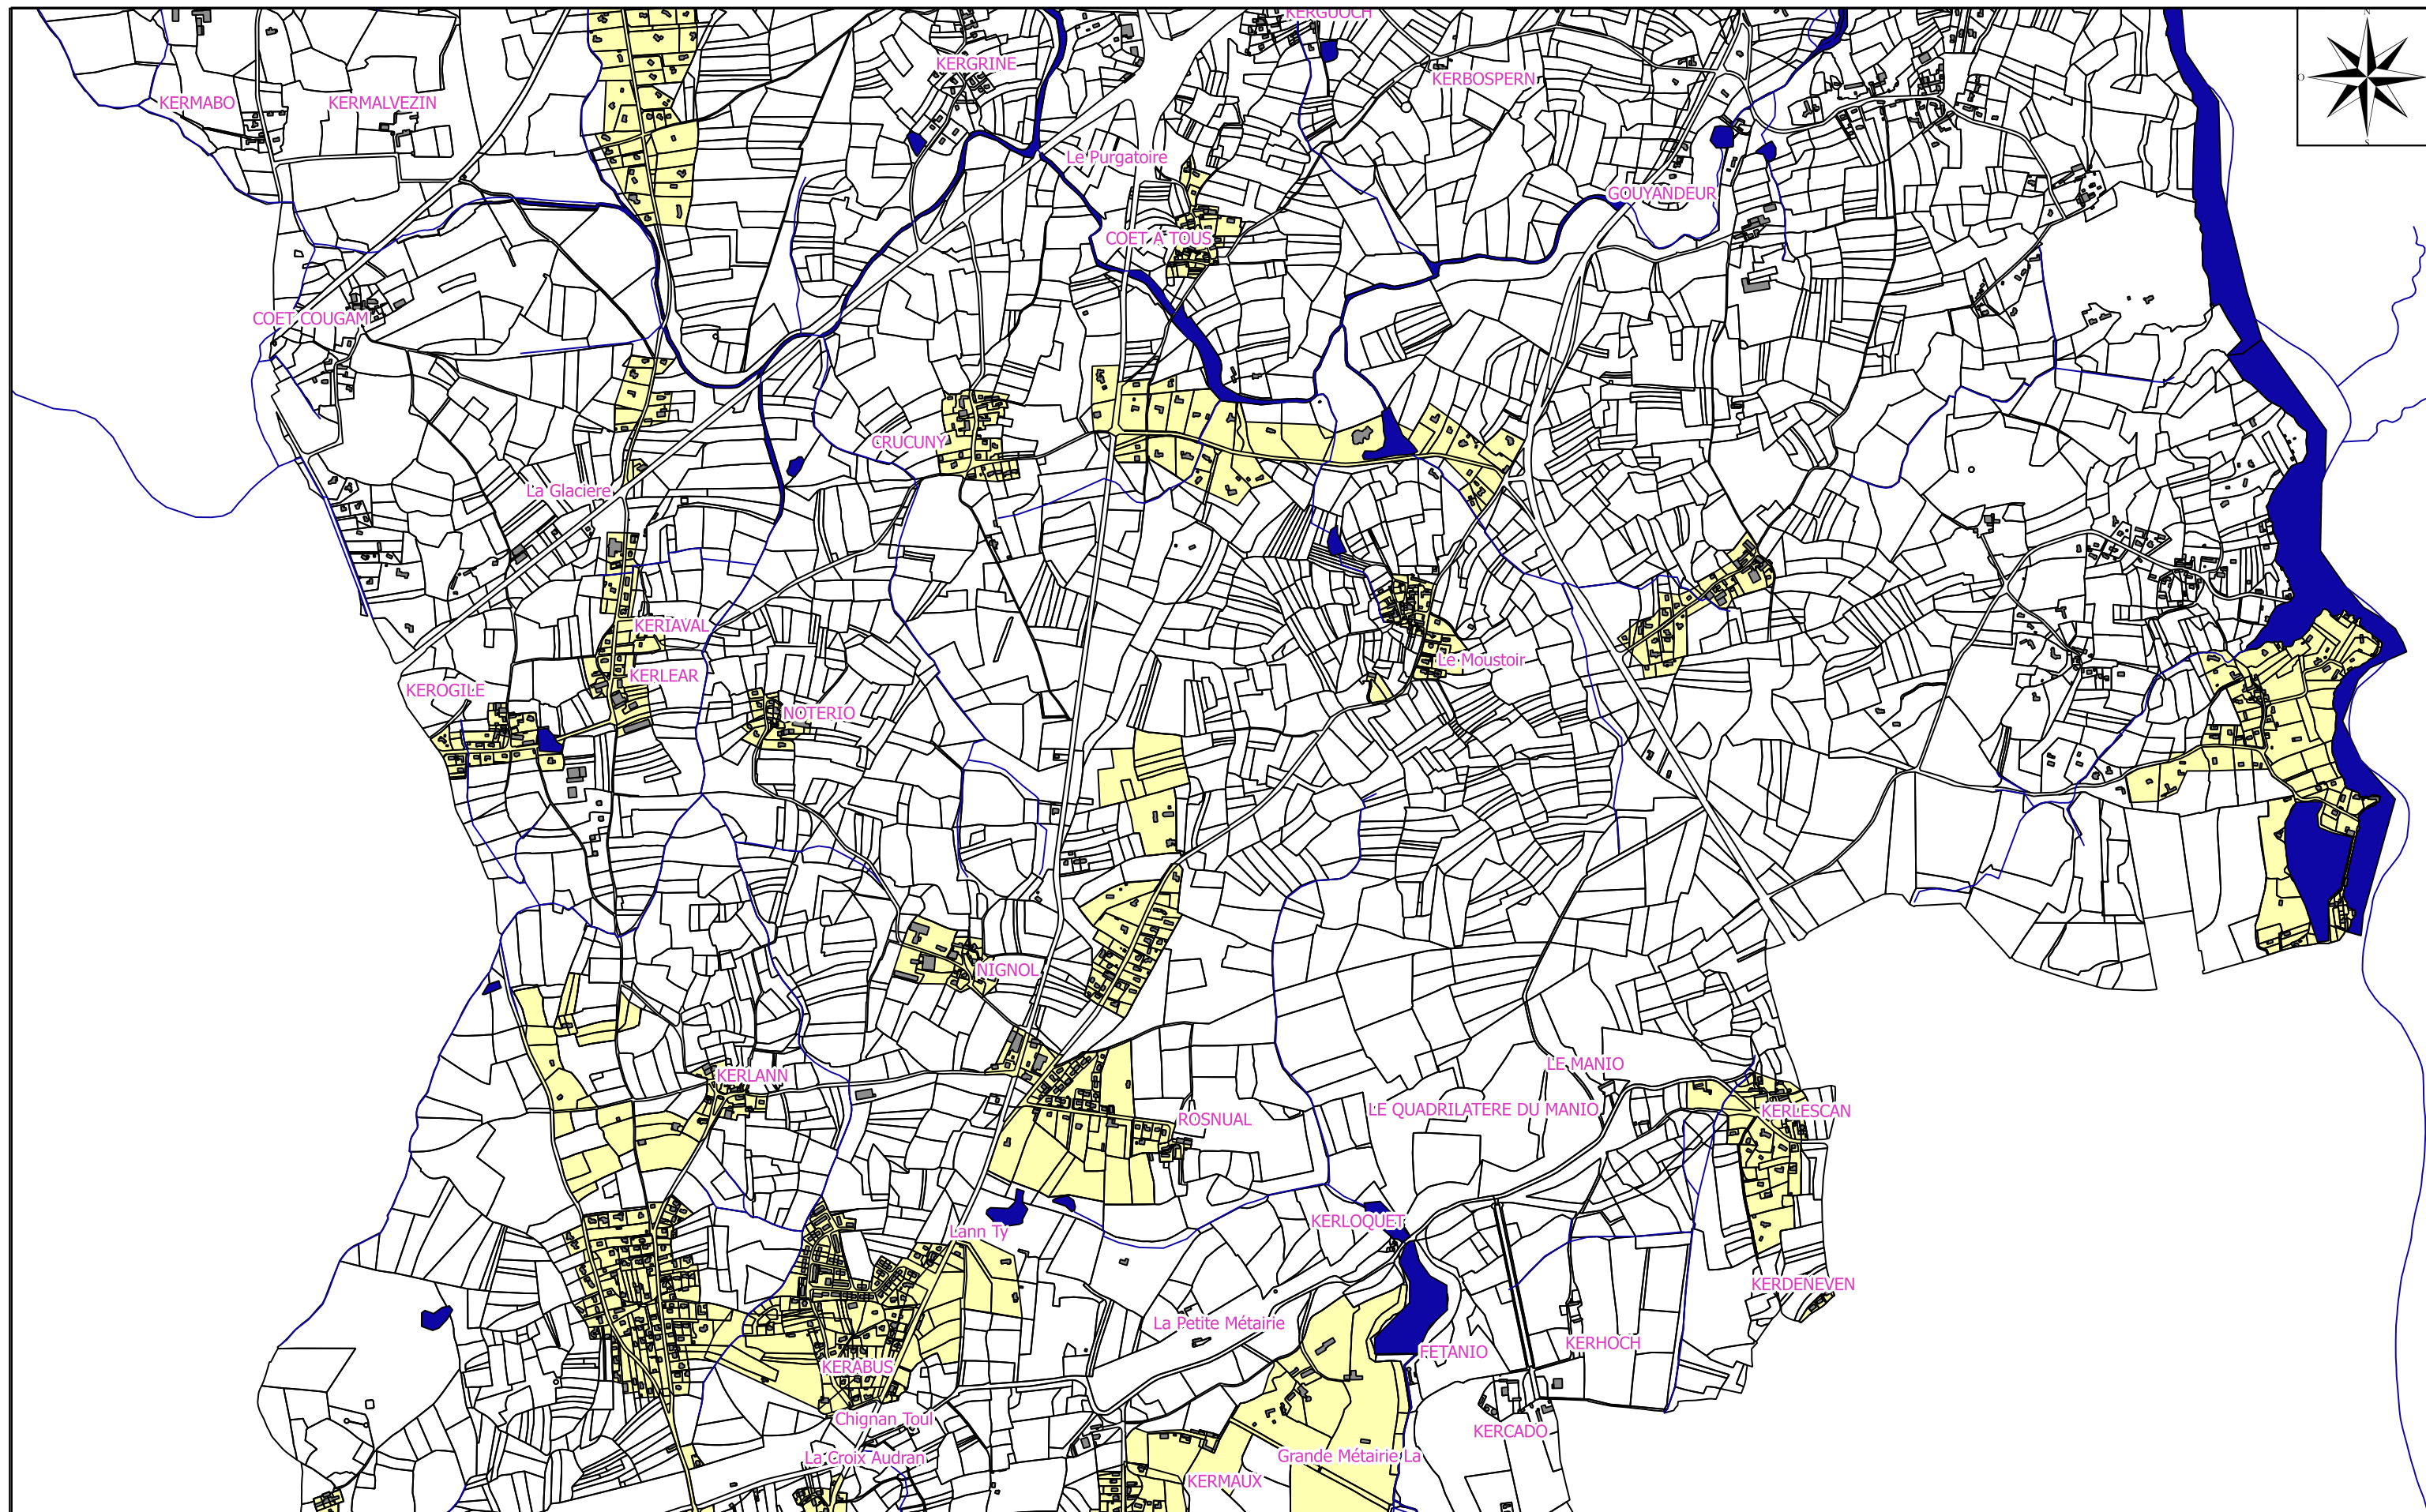 KERGUOCH
N
KERGRINE
KERBOSPERN
O
KERMABO
KERMALVEZIN
S
Le Purgatoire
GOUYANDEUR
COET A TOUS
COET COUGAM
CRUCUNY
La Glaciere
KERIAVAL
Le Moustoir
KERLEAR
KEROGILE
NOTERIO
NIGNOL
LE MANIO
KERLANN
LE QUADRILATERE DU MANIO
KERLESCAN
ROSNUAL
KERLOQUET
Lann Ty
KERDENEVEN
La Petite Métairie
KERHOCH
FETANIO
KERABUS
Chignan Toul
KERCADO
Grande Métairie La
La Croix Audran
KERMAUX